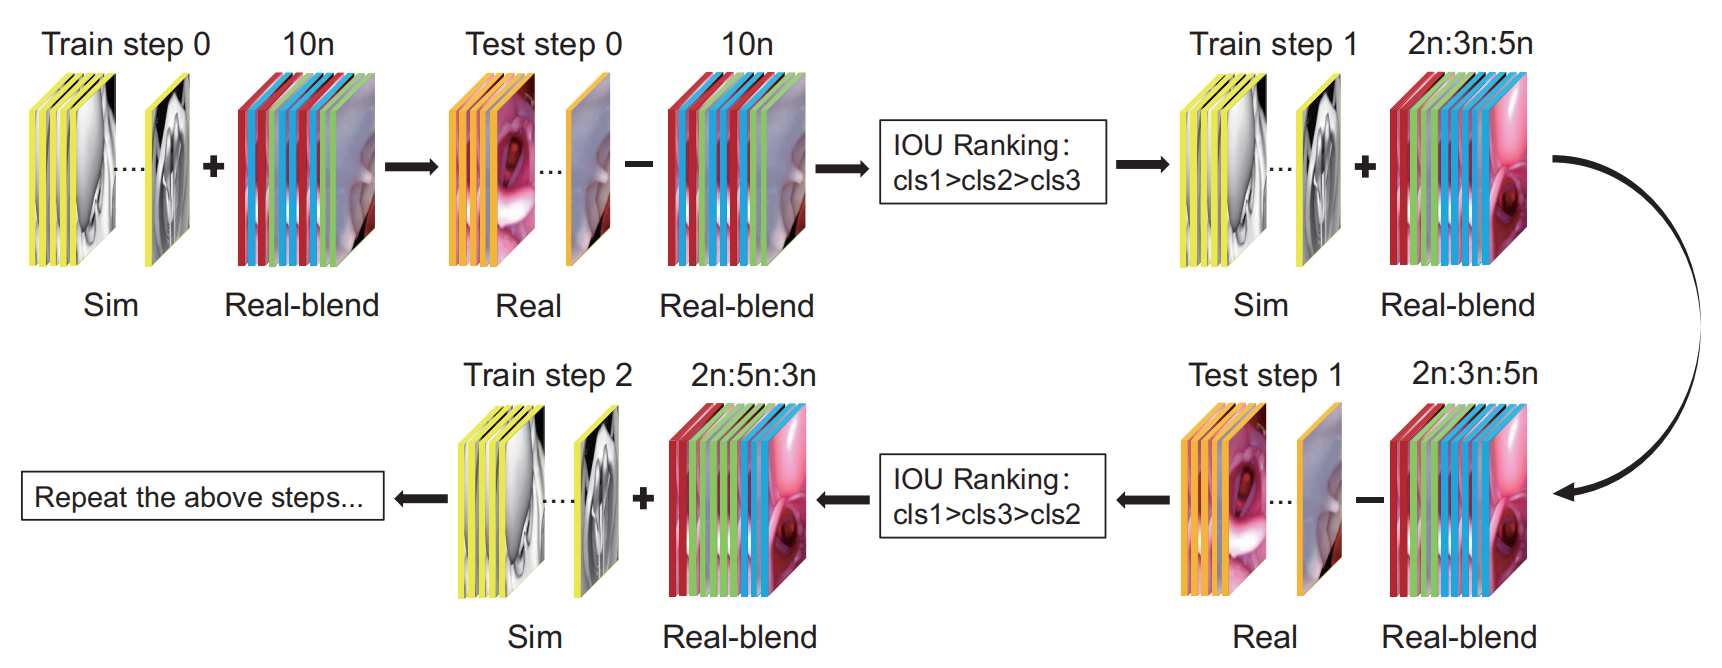 Train step 0
10n
Test step 0
10n
Train step 1
2n:3n:5n
....
+
...
IOU Ranking:
cls1>cls2>cls3
...
+
Sim
Real-blend
Real
Real-blend
Sim
Real-blend
Train step 2
2n:5n:3n
Test step 1
2n:3n:5n
Repeat the above steps...
....
+
IOU Ranking:
cls1>cls3>cls2
...
Sim
Real-blend
Real
Real-blend